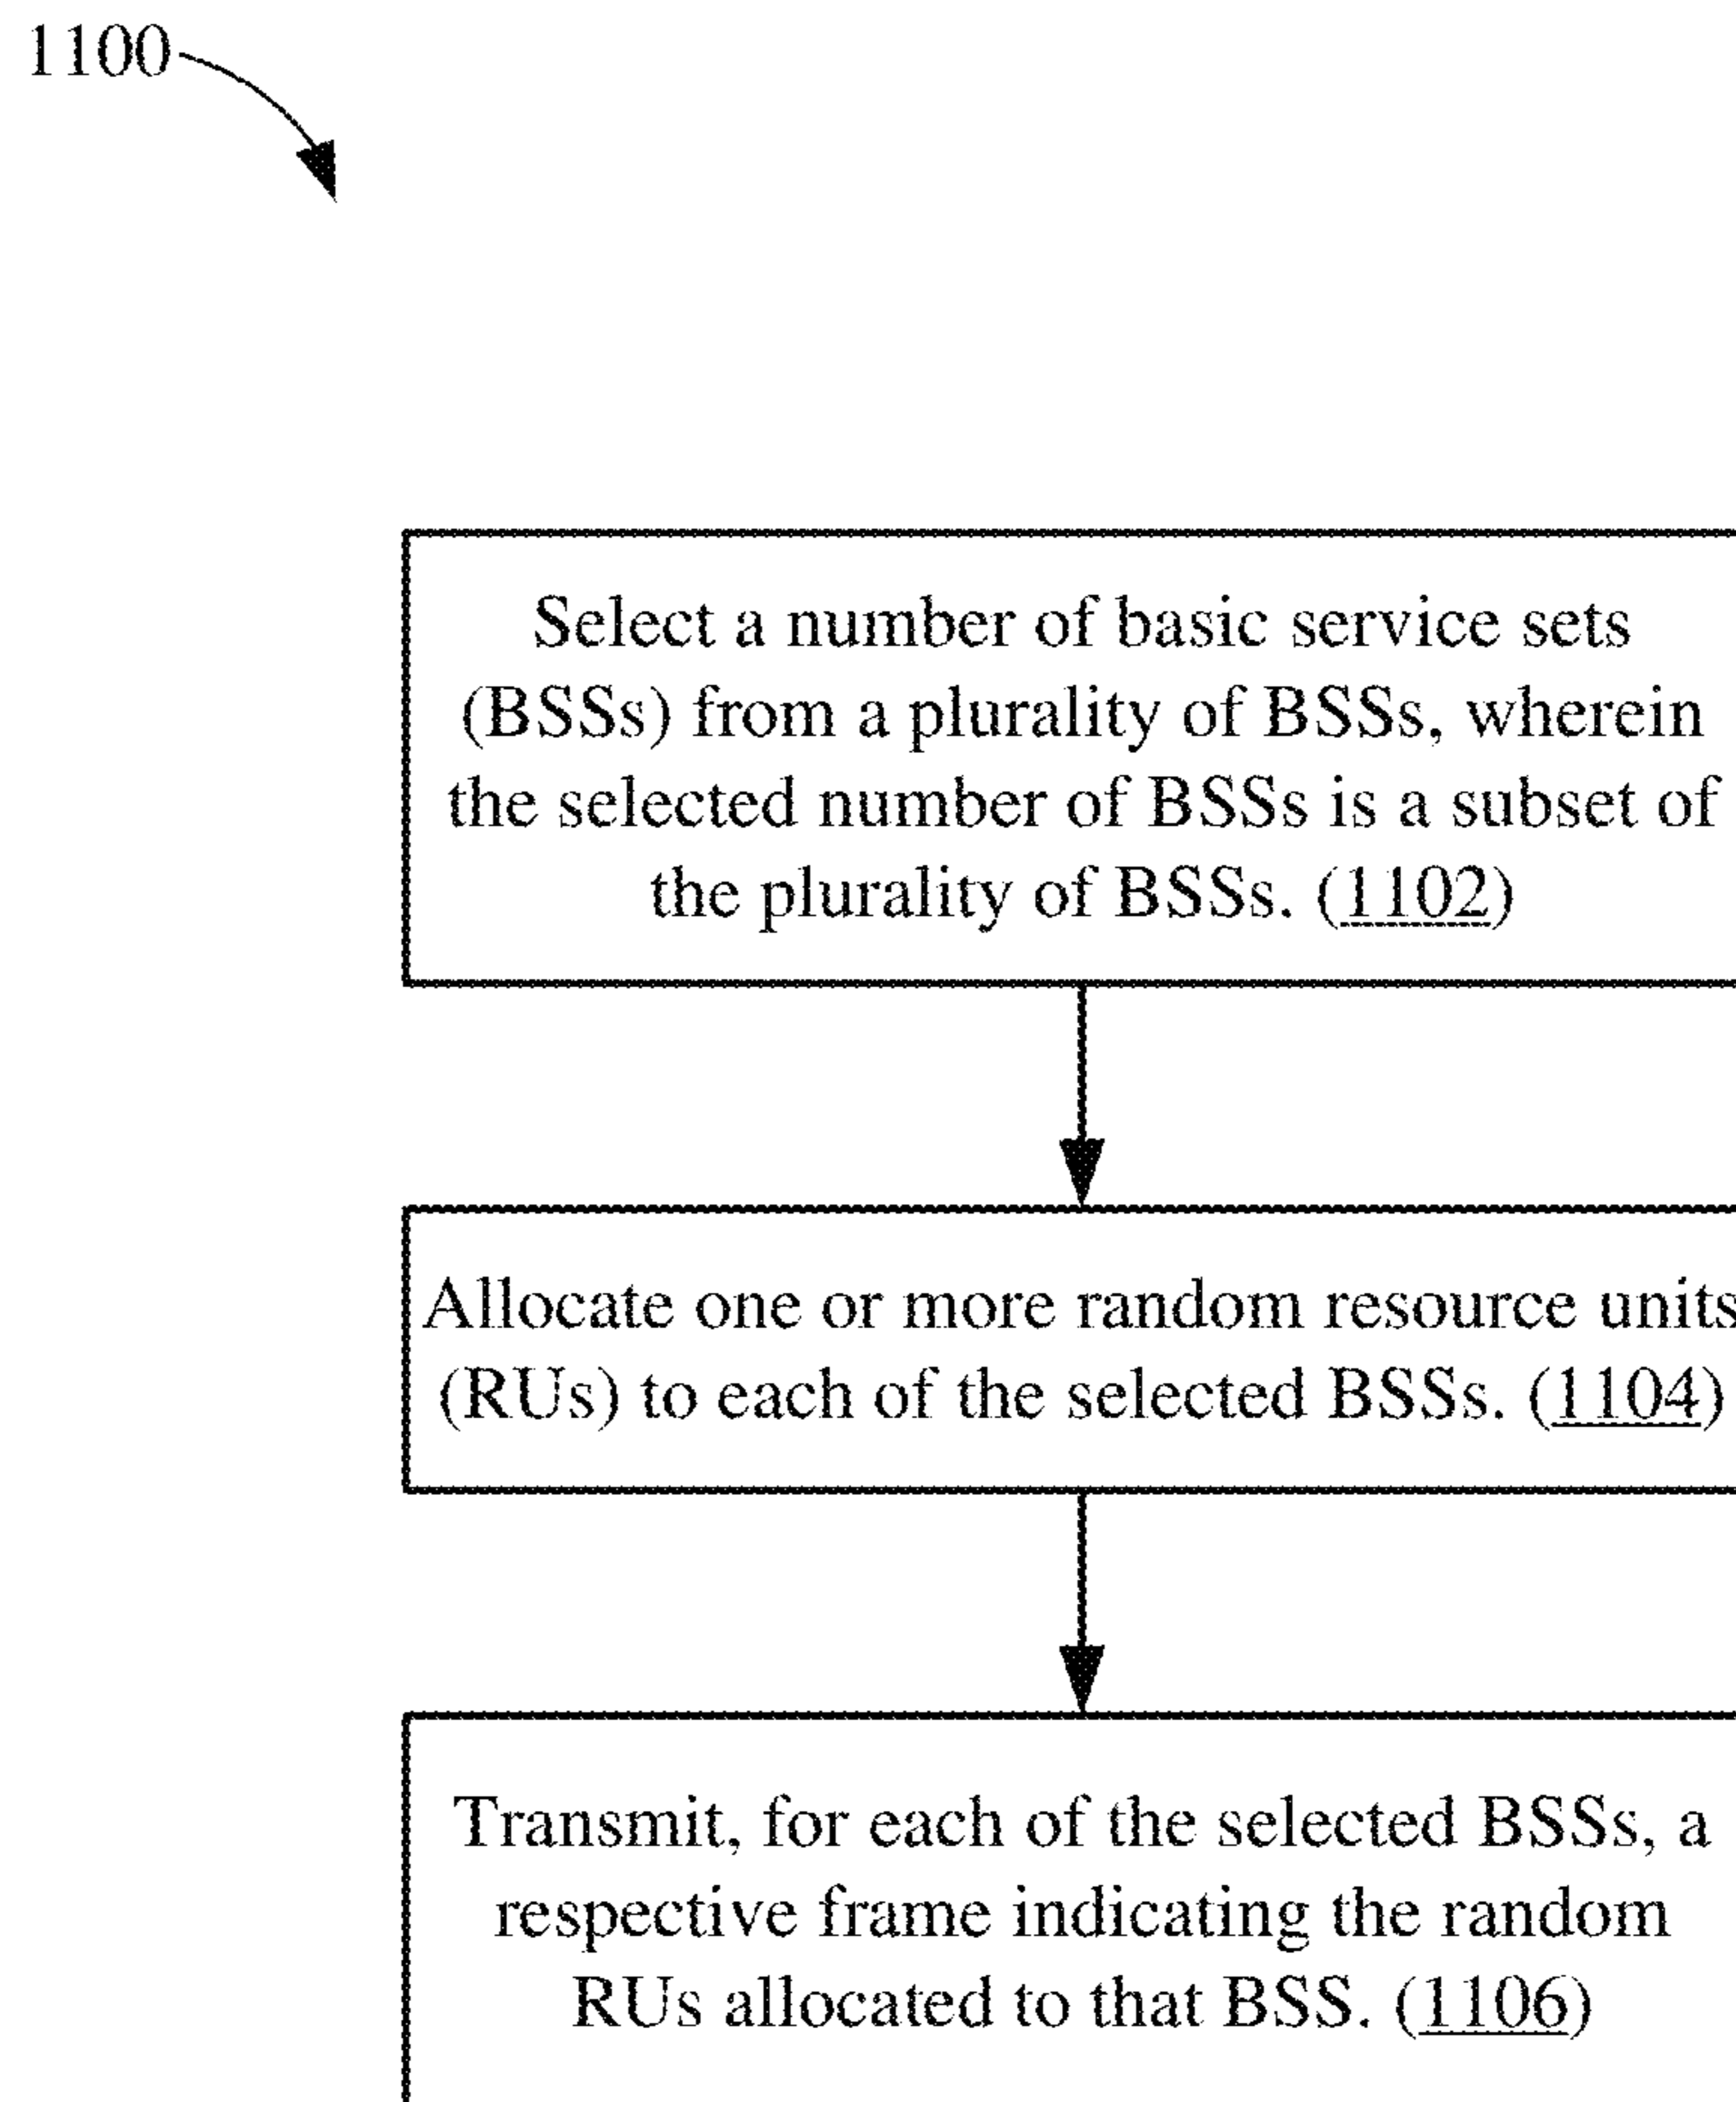 1100
Select a number of basic service sets
(BSSs) from a plurality of BSSs, wherein
the selected number of BSSs is a subset of
the plurality of BSSs. (1102)
Allocate one or more random resource units
(RUs) to each of the selected BSSs. (1104)
Transmit, for each of the selected BSSs, a
respective frame indicating the random
RUs allocated to that BSS. (1106)